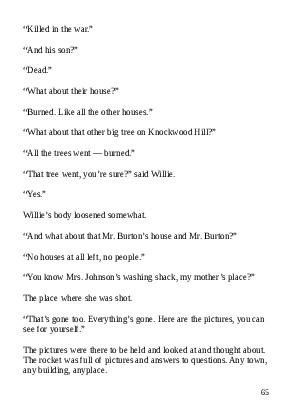 “Killed in the war.”
“And his son?”
“Dead.”
“What about their house?”
“Burned. Like all the other houses.”
“What about that other big tree on Knockwood Hill?”
“All the trees went — burned.”
“That tree went, you’re sure?” said Willie.
“Yes.”
Willie’s body loosened somewhat.
“And what about that Mr. Burton’s house and Mr. Burton?”
“No houses at all left, no people.”
“You know Mrs. Johnson’s washing shack, my mother’s place?”
The place where she was shot.
“That’s gone too. Everything’s gone. Here are the pictures, you can
see for yourself.”
The pictures were there to be held and looked at and thought about.
The rocket was full of pictures and answers to questions. Any town,
any building, any place.
65